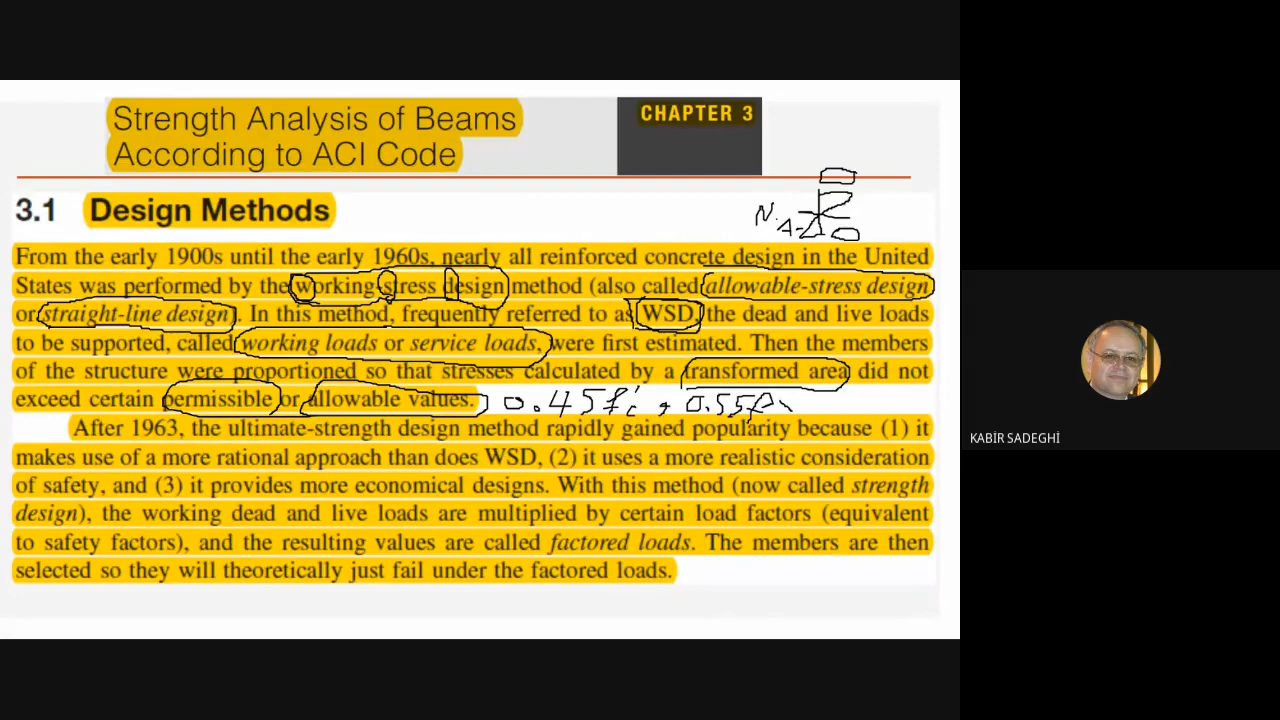 Strength Analysis of Beams
According to ACI Code
CHAPTER 3
3.1 Design Methods
N.A
From the early 1900s until the early 1960s, nearly all reinforced concrete design in the United
States was performed by the working stress design method (also called allowable-stress design
or straight-line design). In this method, frequently referred to as WSD, the dead and live loads
to be supported, called working loads or service loads, were first estimated. Then the members
of the structure were proportioned so that stresses calculated by a transformed area did not
exceed certain permissible or allowable values. 0.45f'c
After 1963, the ultimate-strength design method rapidly gained popularity because (1) it
makes use of a more rational approach than does WSD, (2) it uses a more realistic consideration
of safety, and (3) it provides more economical designs. With this method (now called strength
design), the working dead and live loads are multiplied by certain load factors (equivalent
to safety factors), and the resulting values are called factored loads. The members are then
selected so they will theoretically just fail under the factored loads.
KABİR SADEGHİ